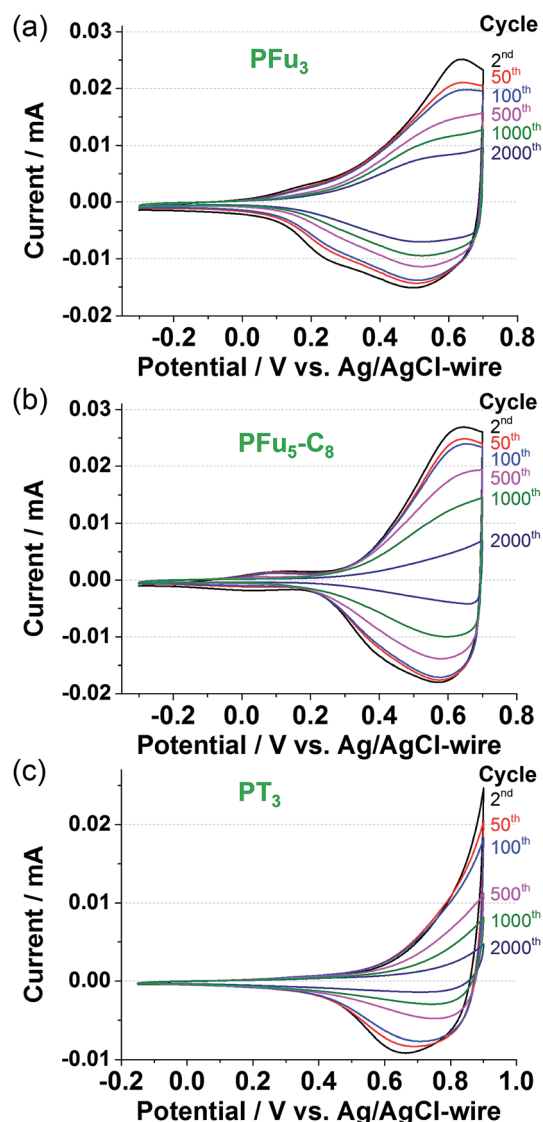 (a)
Cycle
PFu₃
2ⁿᵈ
50ᵗʰ
100ᵗʰ
500ᵗʰ
1000ᵗʰ
2000ᵗʰ
0.03
0.02
0.01
0.00
-0.01
-0.02
Current / mA
-0.2 0.0 0.2 0.4 0.6 0.8
Potential / V vs. Ag/AgCl-wire
(b)
Cycle
PFu₅-C₈
2ⁿᵈ
50ᵗʰ
100ᵗʰ
500ᵗʰ
1000ᵗʰ
2000ᵗʰ
0.03
0.02
0.01
0.00
-0.01
-0.02
Current / mA
-0.2 0.0 0.2 0.4 0.6 0.8
Potential / V vs. Ag/AgCl-wire
(c)
Cycle
PT₃
2ⁿᵈ
50ᵗʰ
100ᵗʰ
500ᵗʰ
1000ᵗʰ
2000ᵗʰ
0.02
0.01
0.00
-0.01
Current / mA
-0.2 0.0 0.2 0.4 0.6 0.8 1.0
Potential / V vs. Ag/AgCl-wire